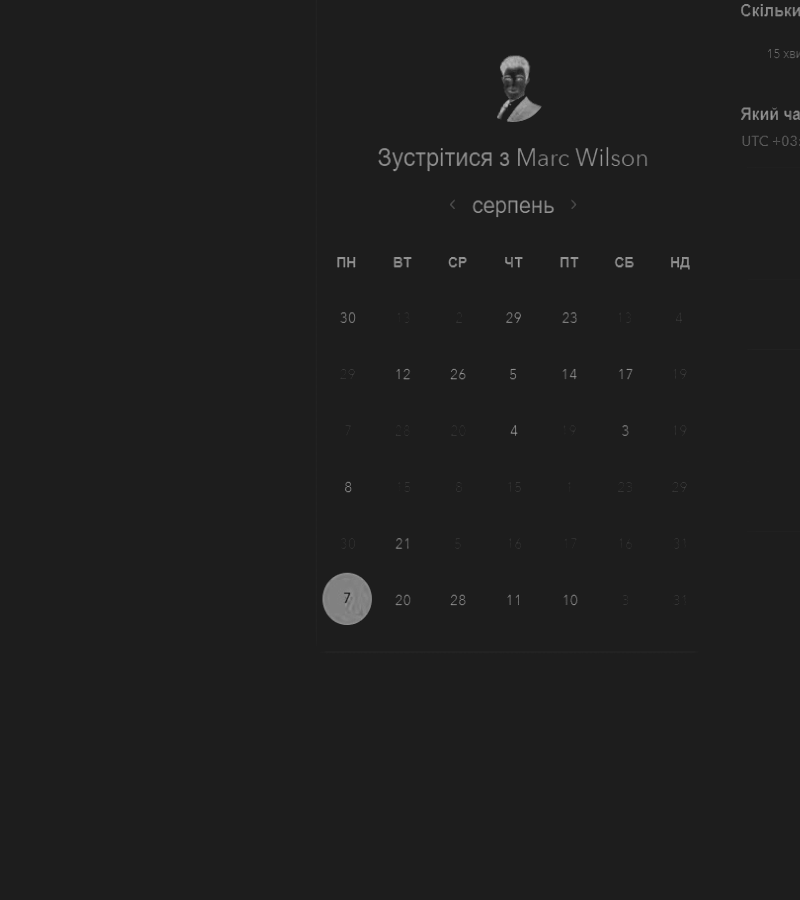 Скільки
15 хви
Який ча
UTC +03:
Зустрітися з Marc Wilson
‹ серпень ›
ПН ВТ СР ЧТ ПТ СБ НД
30 13 2 29 23 13 4
29 12 26 5 14 17 19
7 28 20 4 19 3 19
8 15 6 15 1 23 29
30 21 5 16 17 16 31
7 20 28 11 10 3 31